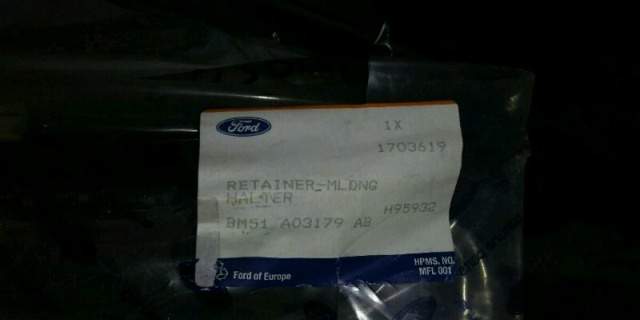 Ford
1X
1703619
RETAINER-MLDNG
HALTER
H95932
BM51 A03179 AB
Ford of Europe
HPMS. NO.
MFL 001